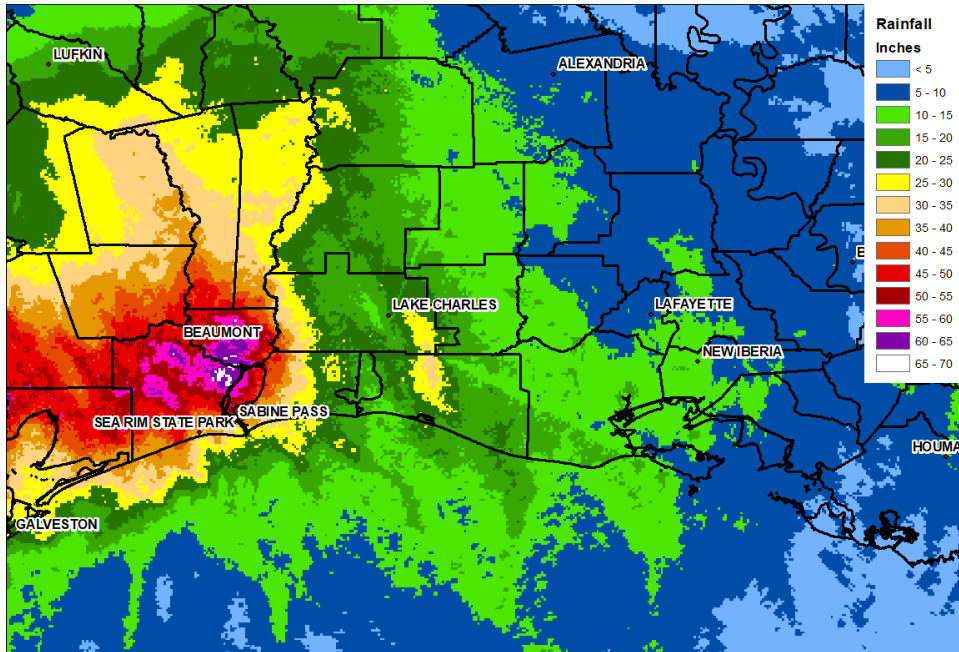 Rainfall
Inches
< 5
5 - 10
10 - 15
15 - 20
20 - 25
25 - 30
30 - 35
35 - 40
40 - 45
45 - 50
50 - 55
55 - 60
60 - 65
65 - 70
LUFKIN
ALEXANDRIA
LAKE CHARLES
LAFAYETTE
BEAUMONT
NEW IBERIA
SABINE PASS
SEA RIM STATE PARK
HOUMA
GALVESTON